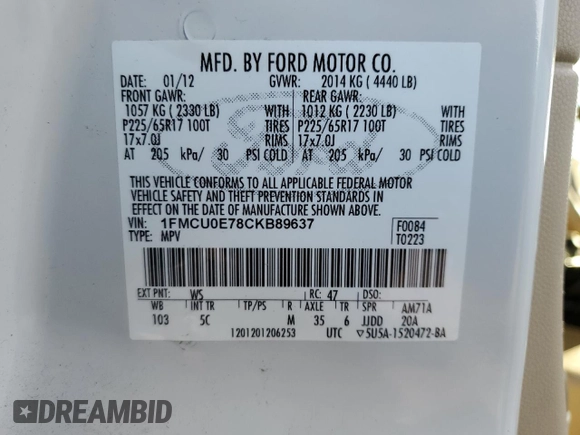 MFD. BY FORD MOTOR CO.
DATE: 01/12 GVWR: 2014 KG ( 4440 LB)
FRONT GAWR: REAR GAWR:
1057 KG ( 2330 LB) WITH 1012 KG ( 2230 LB) WITH
P225/65R17 100T TIRES P225/65R17 100T TIRES
17x7.0J RIMS 17x7.0J RIMS
AT 205 kPa/ 30 PSI COLD AT 205 kPa/ 30 PSI COLD
THIS VEHICLE CONFORMS TO ALL APPLICABLE FEDERAL MOTOR
VEHICLE SAFETY AND THEFT PREVENTION STANDARDS IN
EFFECT ON THE DATE OF MANUFACTURE SHOWN ABOVE.
VIN: 1FMCU0E78CKB89637 F0084
TYPE: MPV T0223
EXT PNT: WS RC: 47 DSO:
WB INT TR TP/PS R AXLE TR SPR AM71A
103 5C M 35 6 JJDD 20A
1201201206253 UTC ▽5U5A-1520472-BA
Ford
DREAMBID